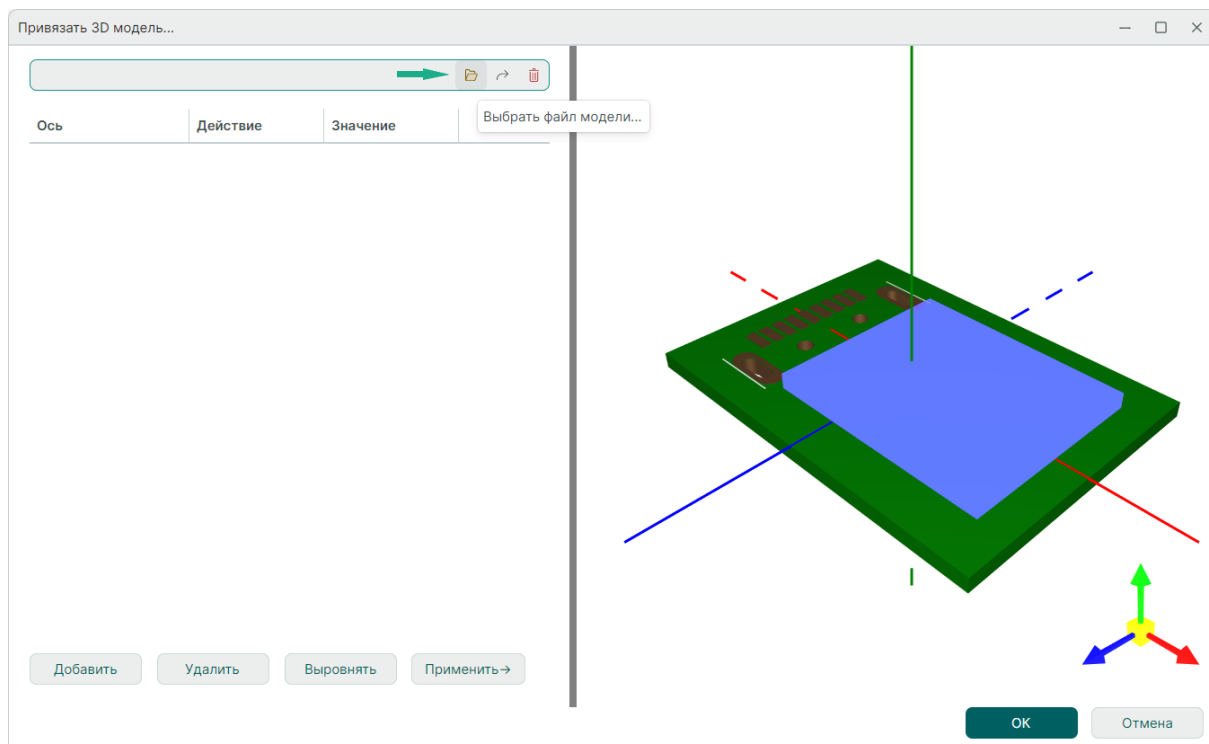 Привязать 3D модель...
Выбрать файл модели...
Ось Действие Значение
Добавить Удалить Выровнять Применить→
ОК Отмена